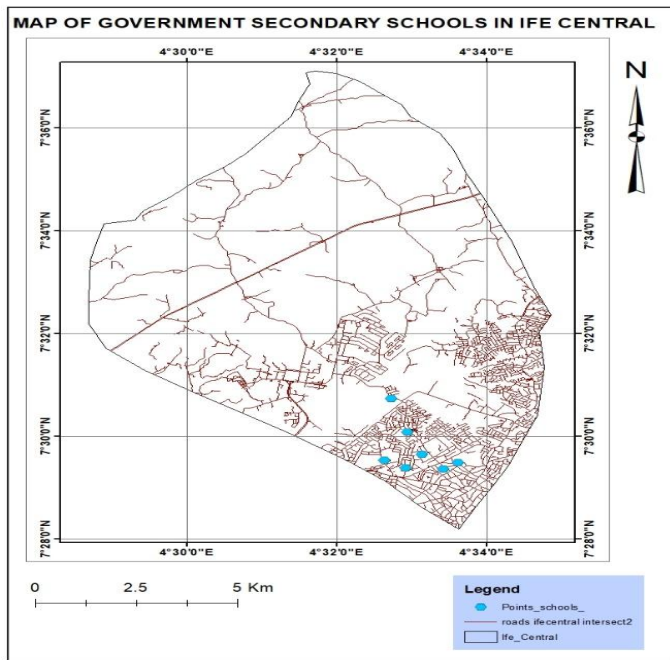 MAP OF GOVERNMENT SECONDARY SCHOOLS IN IFE CENTRAL
4°30'0"E 4°32'0"E 4°34'0"E
N
7°36'0"N 7°36'0"N
7°34'0"N 7°34'0"N
7°32'0"N 7°32'0"N
7°30'0"N 7°30'0"N
7°28'0"N 7°28'0"N
4°30'0"E 4°32'0"E 4°34'0"E
0 2.5 5 Km
Legend
Points_schools_
roads ifecentral intersect2
Ife_Central